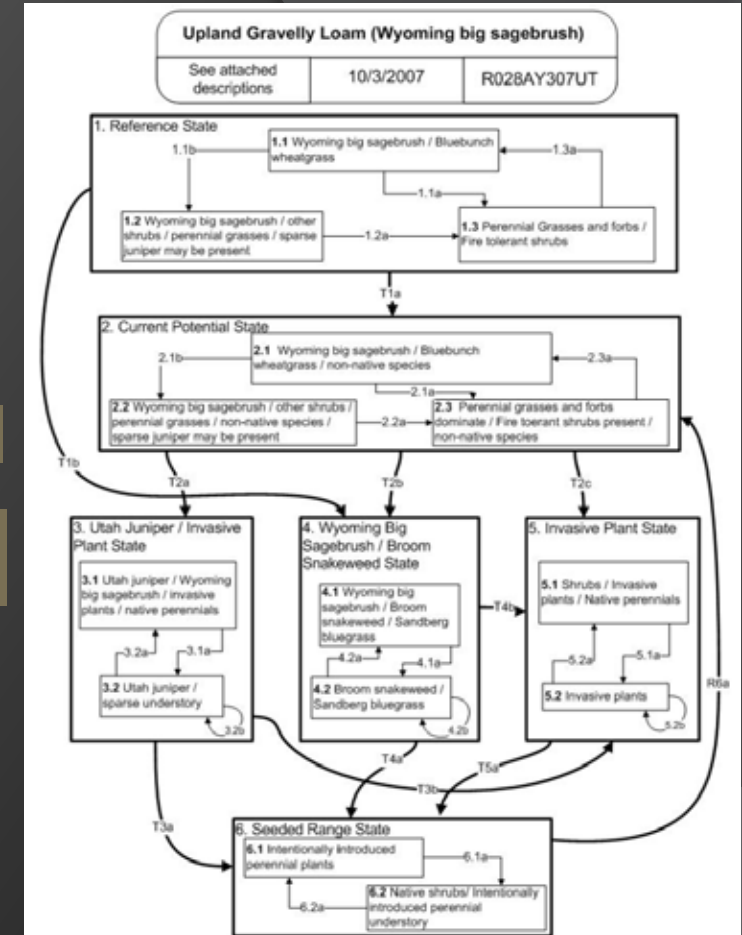 Upland Gravelly Loam (Wyoming big sagebrush)
See attached
descriptions
10/3/2007
R028AY307UT
1. Reference State
1.1 Wyoming big sagebrush / Bluebunch
wheatgrass
1.1b
1.3a
1.1a
1.2 Wyoming big sagebrush / other
shrubs / perennial grasses / sparse
juniper may be present
1.2a
1.3 Perennial Grasses and forbs /
Fire tolerant shrubs
T1a
2. Current Potential State
2.1 Wyoming big sagebrush / Bluebunch
wheatgrass / non-native species
2.1b
2.3a
2.1a
2.2 Wyoming big sagebrush / other shrubs /
perennial grasses / non-native species /
sparse juniper may be present
2.2a
2.3 Perennial grasses and forbs
dominate / Fire toerant shrubs present /
non-native species
T1b
T2a
T2b
T2c
3. Utah Juniper / Invasive
Plant State
3.1 Utah juniper / Wyoming
big sagebrush / invasive
plants / native perennials
3.2a
3.1a
3.2 Utah juniper /
sparse understory
3.2b
4. Wyoming Big
Sagebrush / Broom
Snakeweed State
4.1 Wyoming big
sagebrush / Broom
snakeweed / Sandberg
bluegrass
4.2a
4.1a
4.2 Broom snakeweed /
Sandberg bluegrass
4.2b
T4b
5. Invasive Plant State
5.1 Shrubs / Invasive
plants / Native perennials
5.2a
5.1a
5.2 Invasive plants
5.2b
R6a
T4a
T5a
T3b
T3a
6. Seeded Range State
6.1 Intentionally Introduced
perennial plants
6.1a
6.2a
6.2 Native shrubs/ Intentionally
introduced perennial
understory